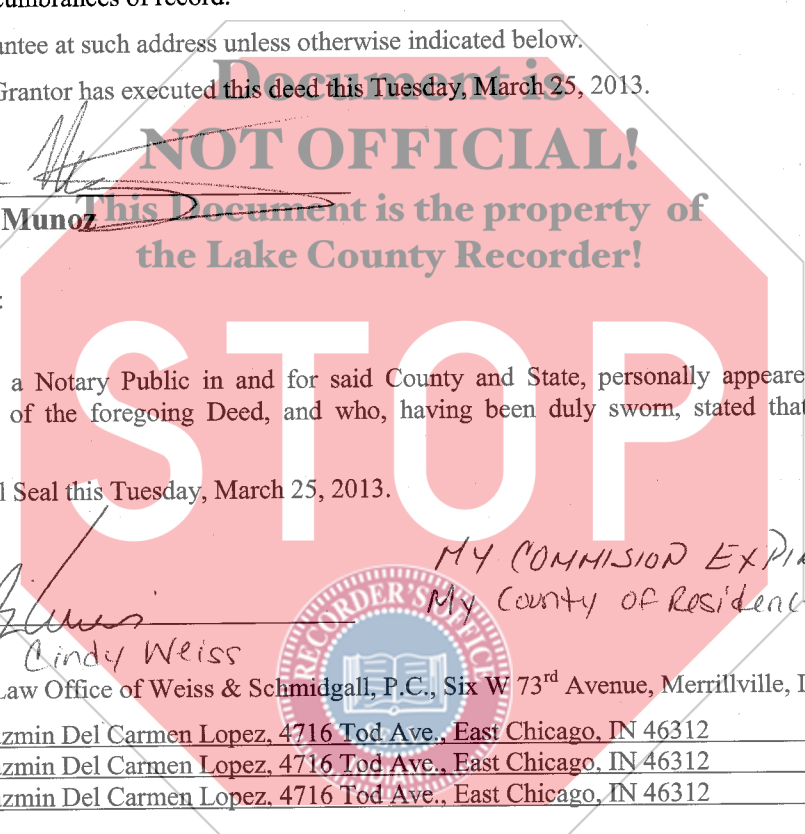 cumbrances of record.
antee at such address unless otherwise indicated below.
Grantor has executed this deed this Tuesday, March 25, 2013.
Document is
NOT OFFICIAL!
This Document is the property of
the Lake County Recorder!
Munoz
:
STOP
a Notary Public in and for said County and State, personally appeare
of the foregoing Deed, and who, having been duly sworn, stated that
l Seal this Tuesday, March 25, 2013.
MY COMMISION EXPI
My County of Residenc
RECORDER'S OFFICE
Cindy Weiss
Law Office of Weiss & Schmidgall, P.C., Six W 73rd Avenue, Merrillville, I
zmin Del Carmen Lopez, 4716 Tod Ave., East Chicago, IN 46312
zmin Del Carmen Lopez, 4716 Tod Ave., East Chicago, IN 46312
zmin Del Carmen Lopez, 4716 Tod Ave., East Chicago, IN 46312
INDIANA